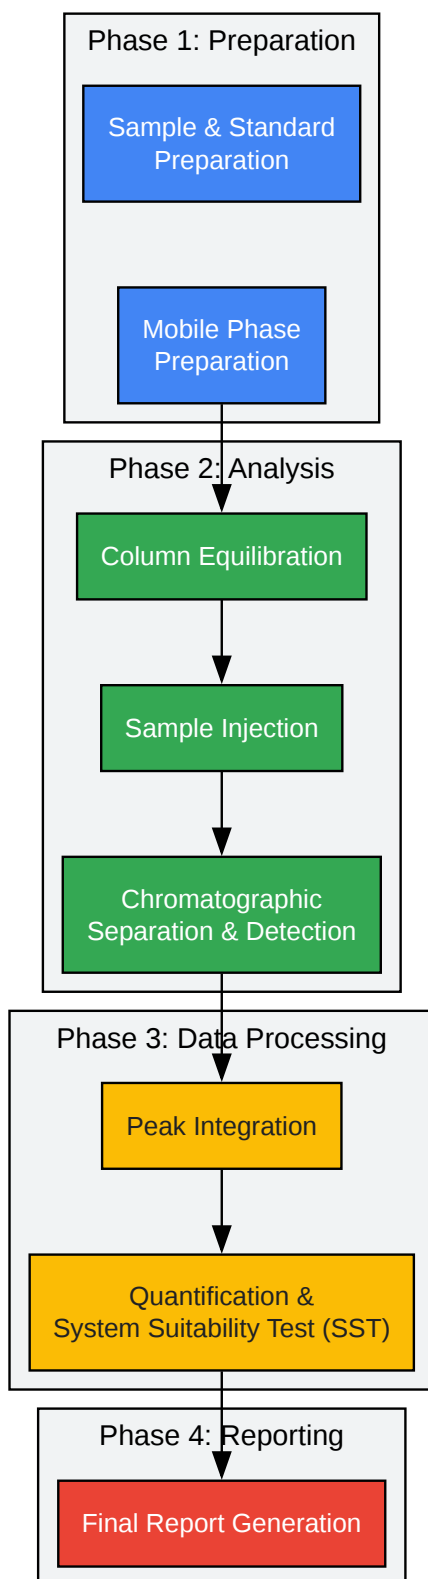 Phase 1: Preparation
Sample & Standard
Preparation
Mobile Phase
Preparation
Phase 2: Analysis
Column Equilibration
Sample Injection
Chromatographic
Separation & Detection
Phase 3: Data Processing
Peak Integration
Quantification &
System Suitability Test (SST)
Phase 4: Reporting
Final Report Generation